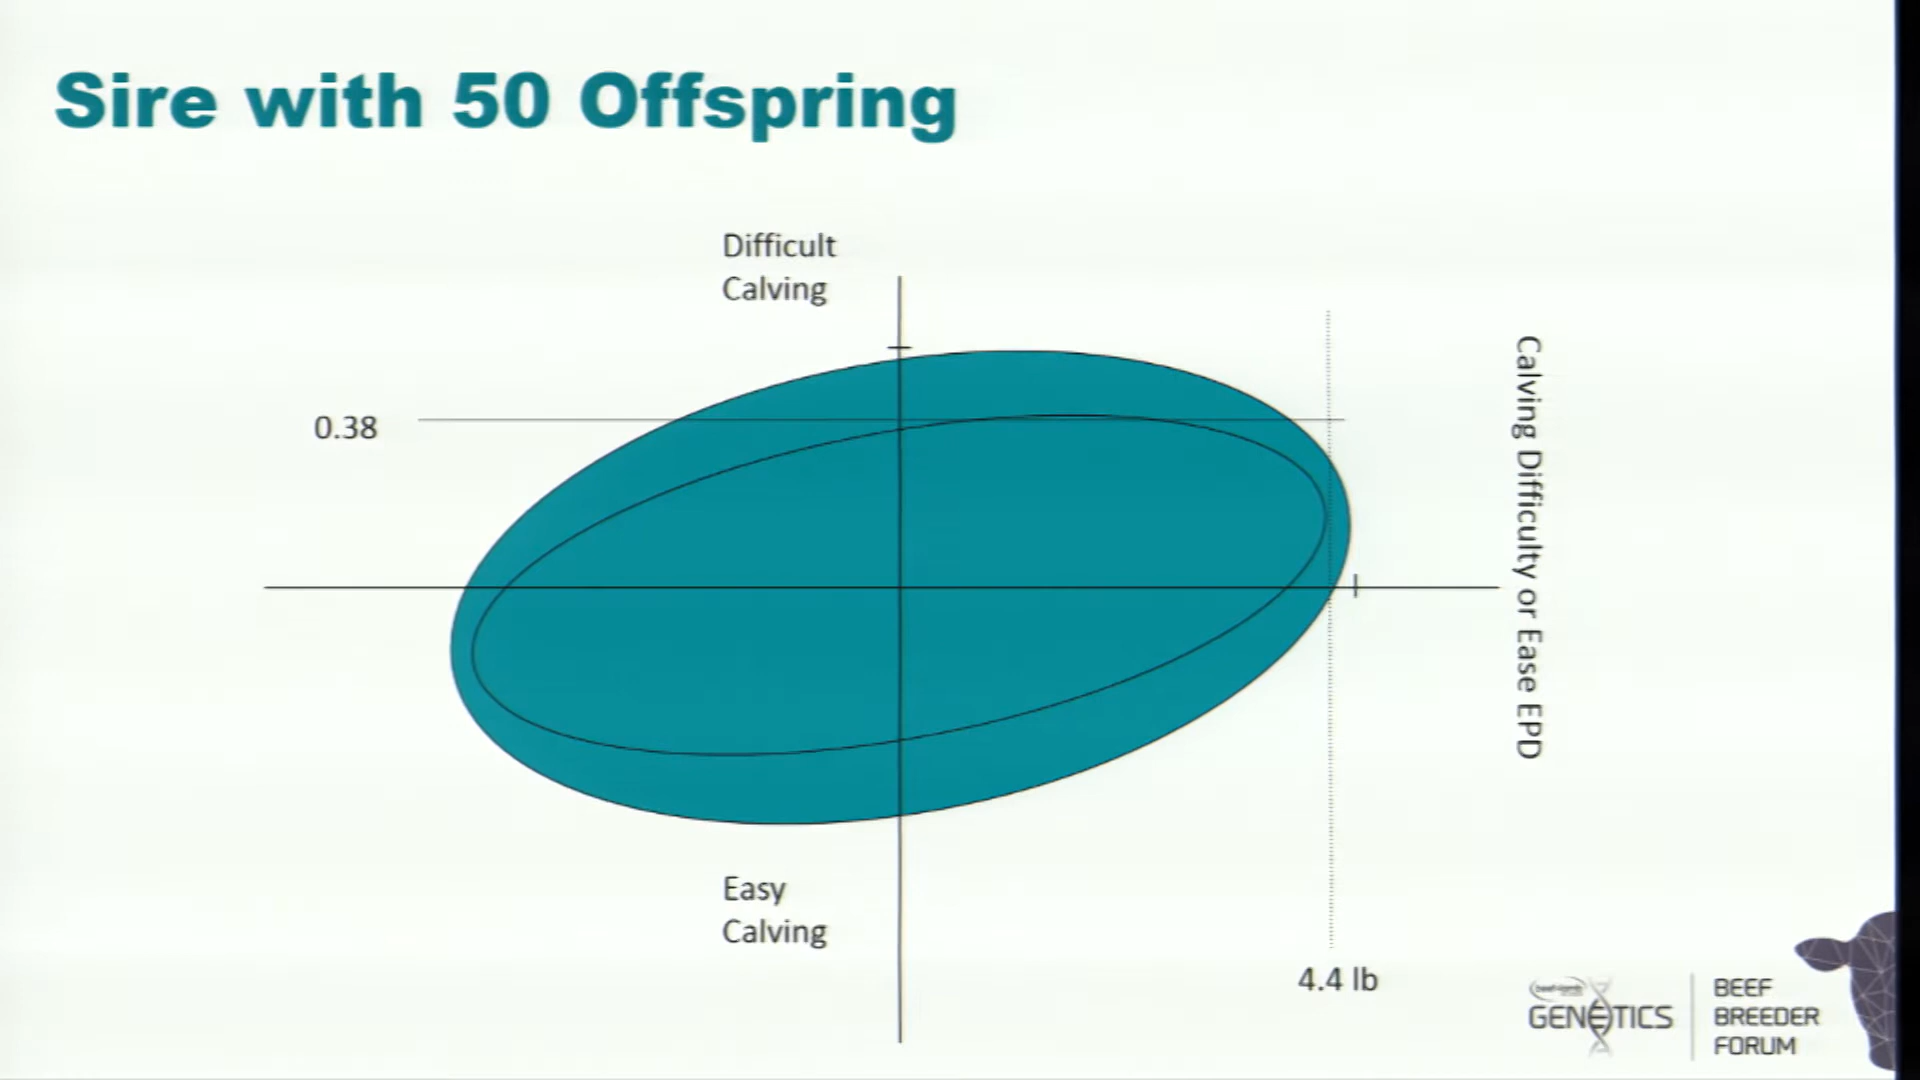 Sire with 50 Offspring
Difficult
Calving
0.38
Calving Difficulty or Ease EPD
Easy
Calving
4.4 lb
GENETICS
BEEF
BREEDER
FORUM